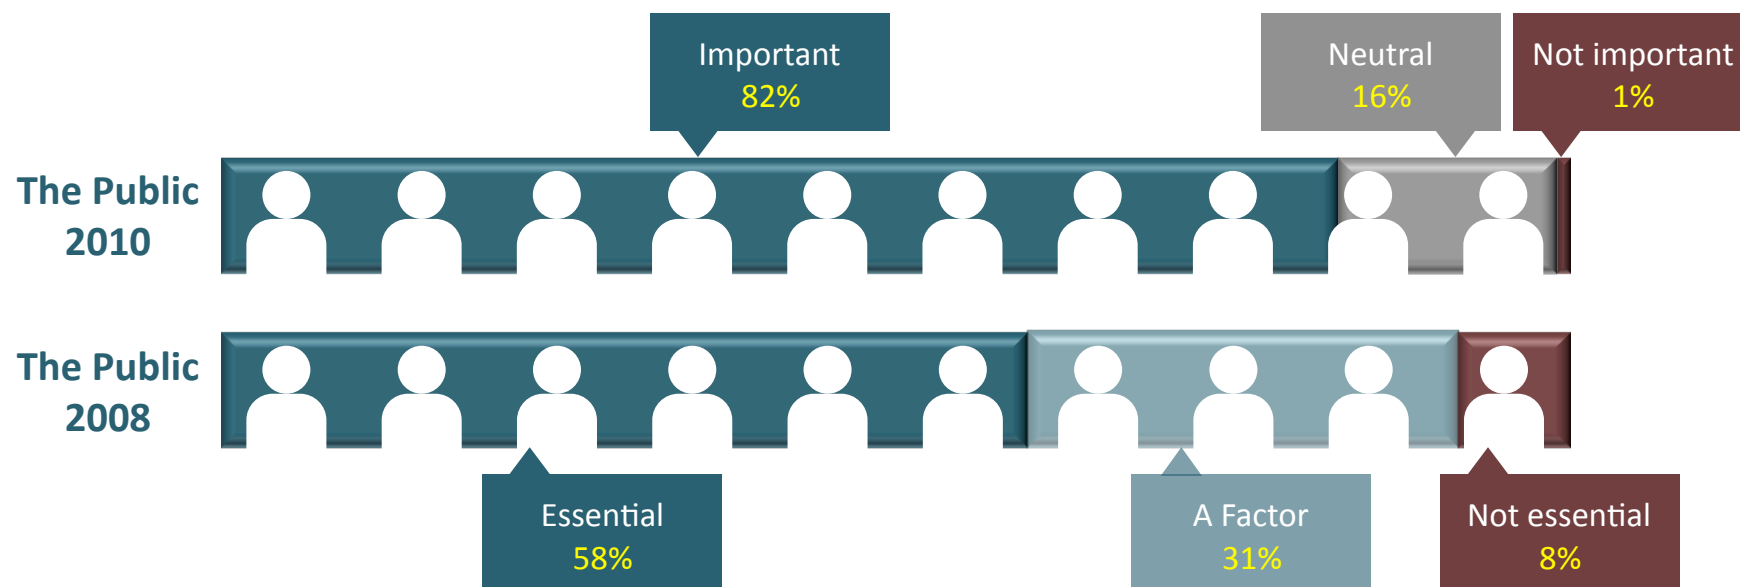 Important
82%
Neutral
16%
Not important
1%
The Public
2010
The Public
2008
Essential
58%
A Factor
31%
Not essential
8%